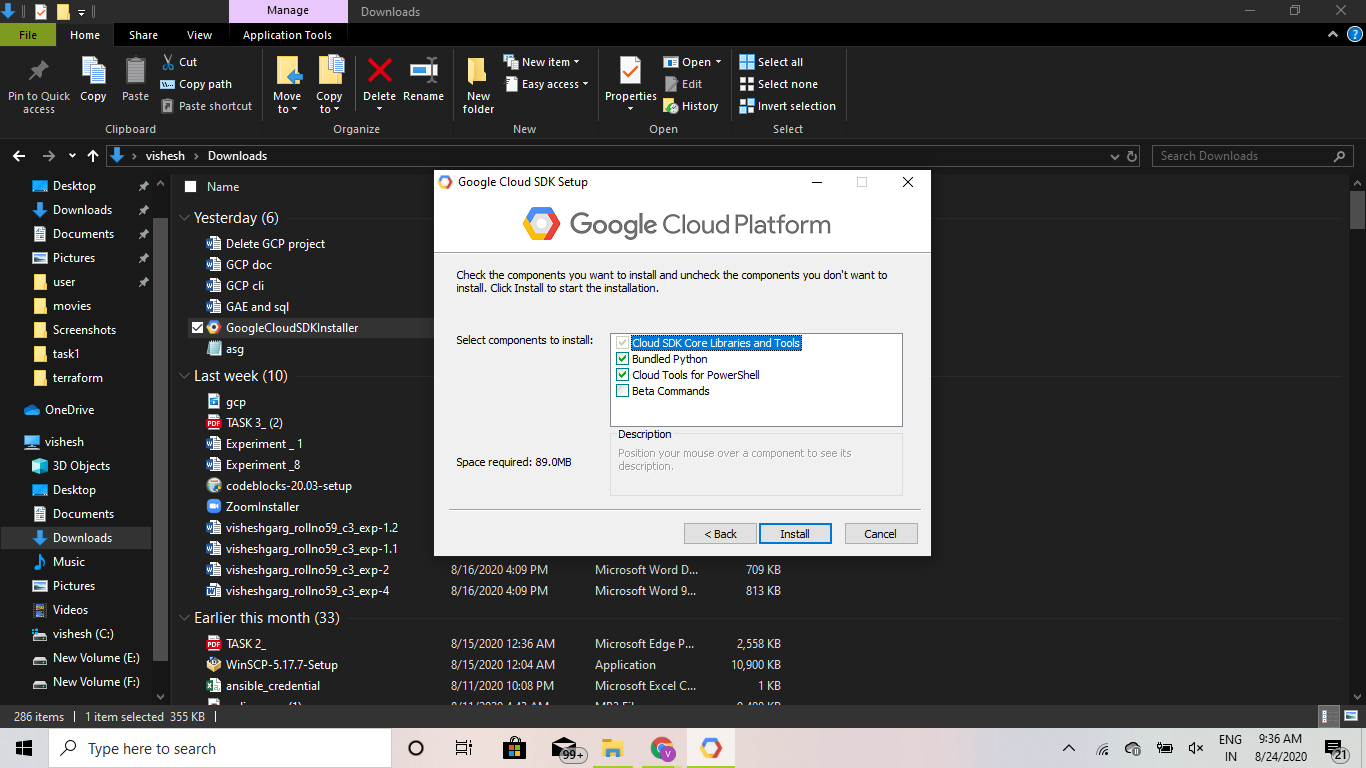 Manage
Downloads
File
Home
Share
View
Application Tools
Pin to Quick access
Copy
Paste
Cut
Copy path
Paste shortcut
Clipboard
Move to
Copy to
Delete
Rename
Organize
New folder
New item
Easy access
New
Properties
Open
Edit
History
Open
Select all
Select none
Invert selection
Select
vishesh
Downloads
Search Downloads
Desktop
Downloads
Documents
Pictures
user
movies
Screenshots
task1
terraform
OneDrive
vishesh
3D Objects
Desktop
Documents
Downloads
Music
Pictures
Videos
vishesh (C:)
New Volume (E:)
New Volume (F:)
Name
Yesterday (6)
Delete GCP project
GCP doc
GCP cli
GAE and sql
GoogleCloudSDKInstaller
asg
Last week (10)
gcp
TASK 3_ (2)
Experiment _ 1
Experiment _8
codeblocks-20.03-setup
ZoomInstaller
visheshgarg_rollno59_c3_exp-1.2
visheshgarg_rollno59_c3_exp-1.1
visheshgarg_rollno59_c3_exp-2 8/16/2020 4:09 PM Microsoft Word D... 709 KB
visheshgarg_rollno59_c3_exp-4 8/16/2020 4:09 PM Microsoft Word 9... 813 KB
Earlier this month (33)
TASK 2_ 8/15/2020 12:36 AM Microsoft Edge P... 2,558 KB
WinSCP-5.17.7-Setup 8/15/2020 12:04 AM Application 10,900 KB
ansible_credential 8/11/2020 10:08 PM Microsoft Excel C... 1 KB
Google Cloud SDK Setup
Google Cloud Platform
Check the components you want to install and uncheck the components you don't want to
install. Click Install to start the installation.
Select components to install:
Cloud SDK Core Libraries and Tools
Bundled Python
Cloud Tools for PowerShell
Beta Commands
Description
Position your mouse over a component to see its
description.
Space required: 89.0MB
< Back
Install
Cancel
286 items
1 item selected 355 KB
Type here to search
99+
V
ENG
IN
9:36 AM
8/24/2020
21